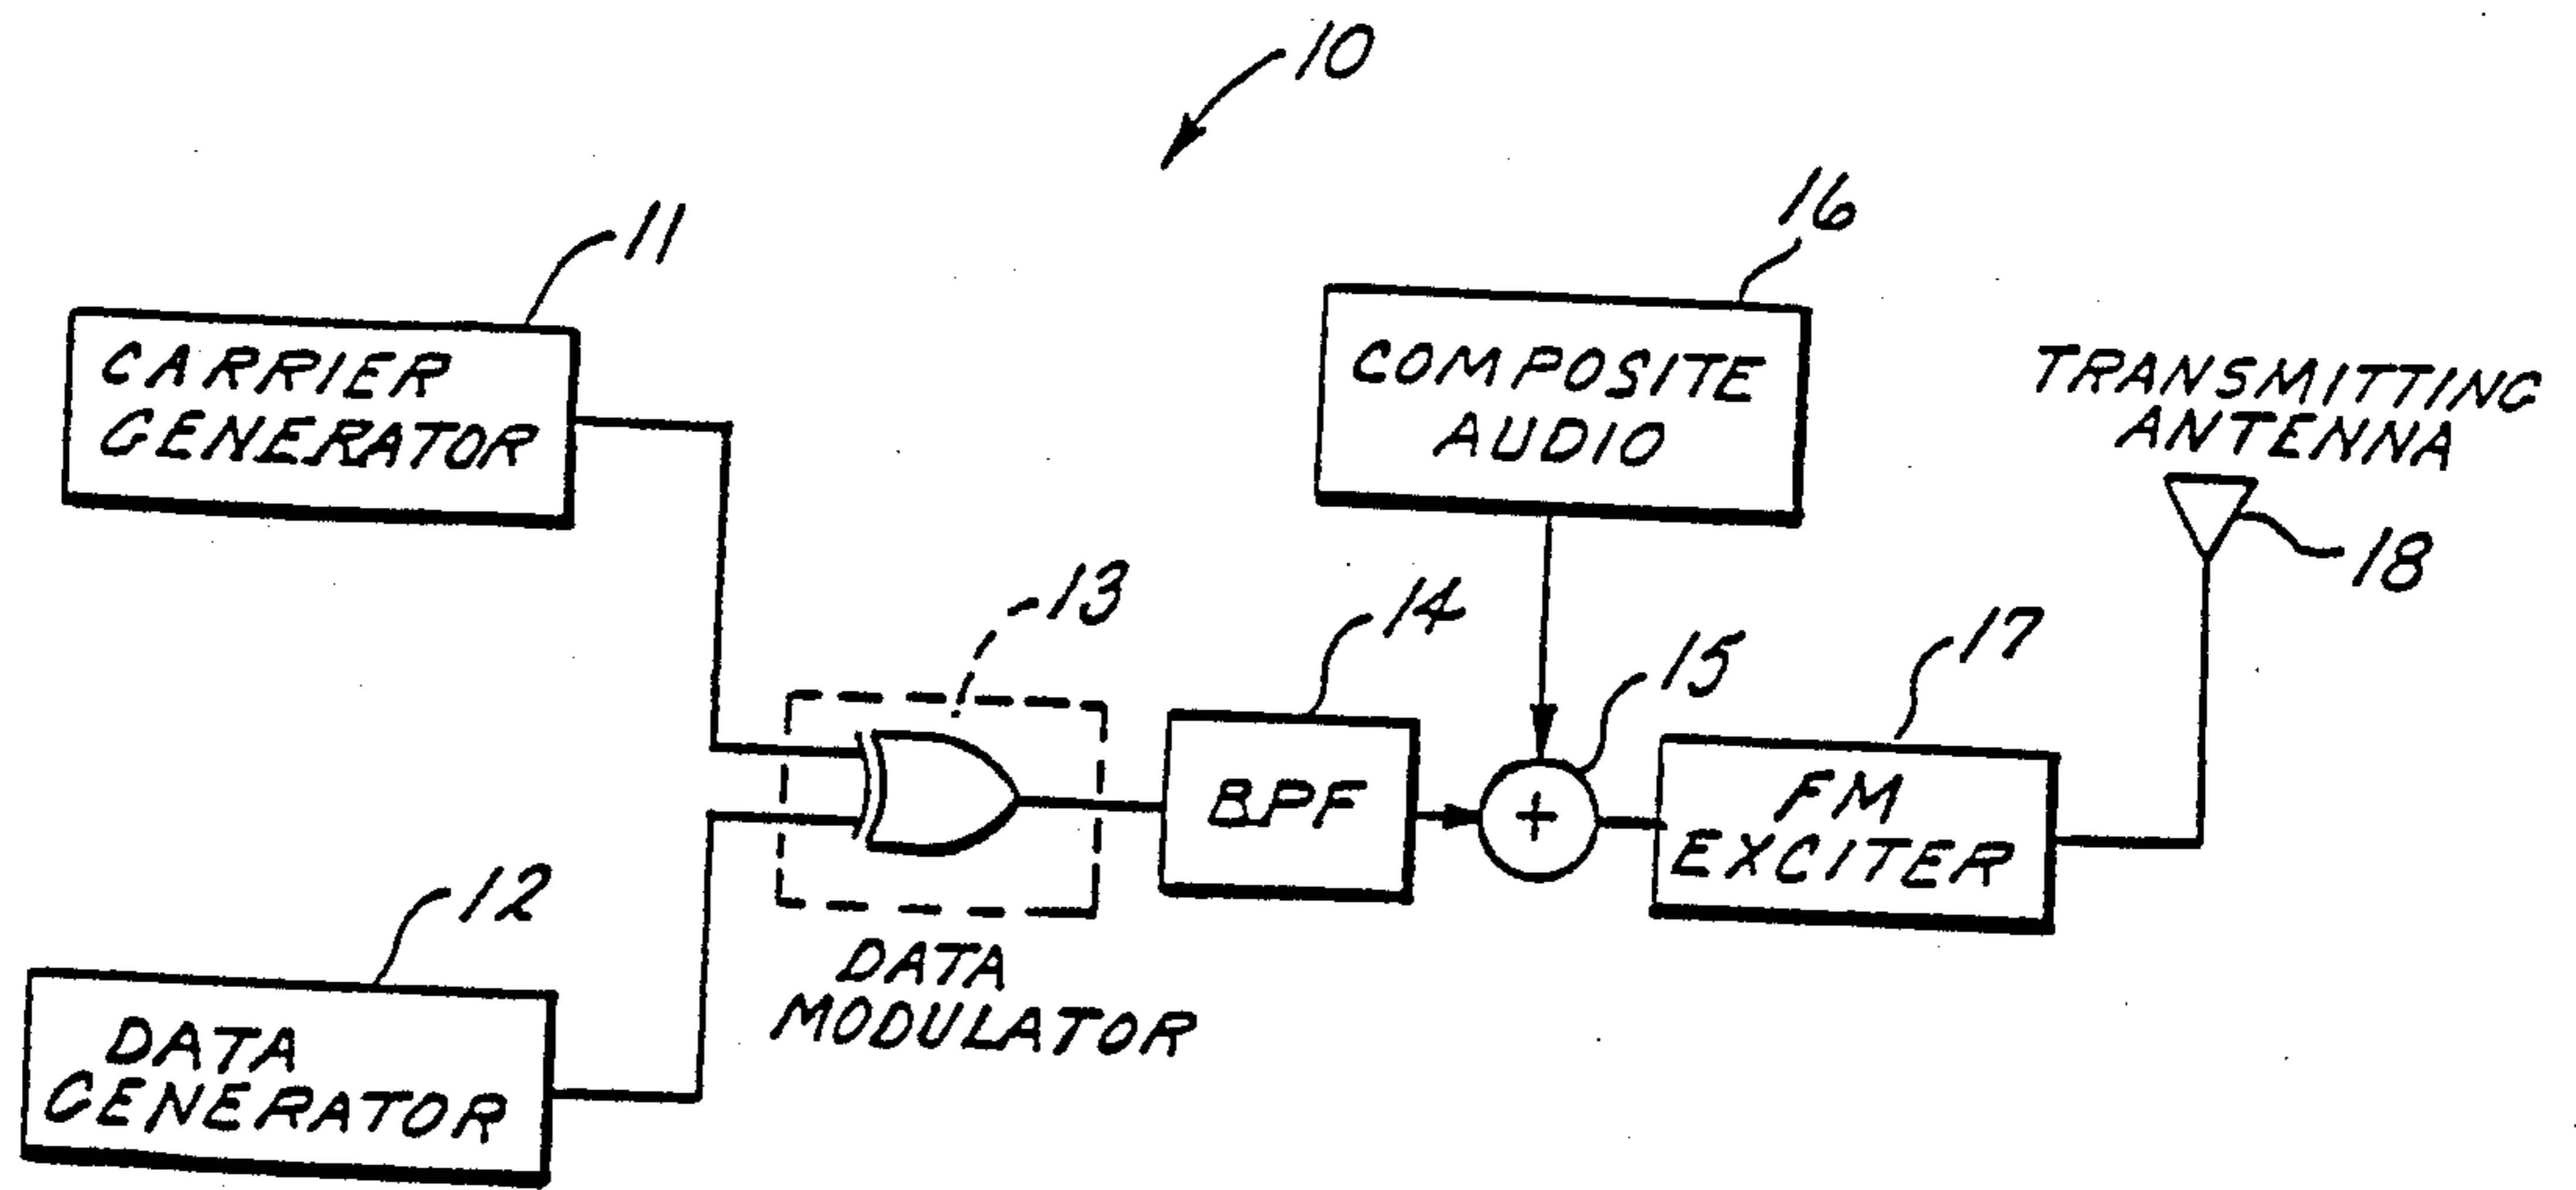 10
11
CARRIER
GENERATOR
16
COMPOSITE
AUDIO
TRANSMITTING
ANTENNA
18
13
14
15
17
BPF
+
FM
EXCITER
12
DATA
MODULATOR
DATA
GENERATOR